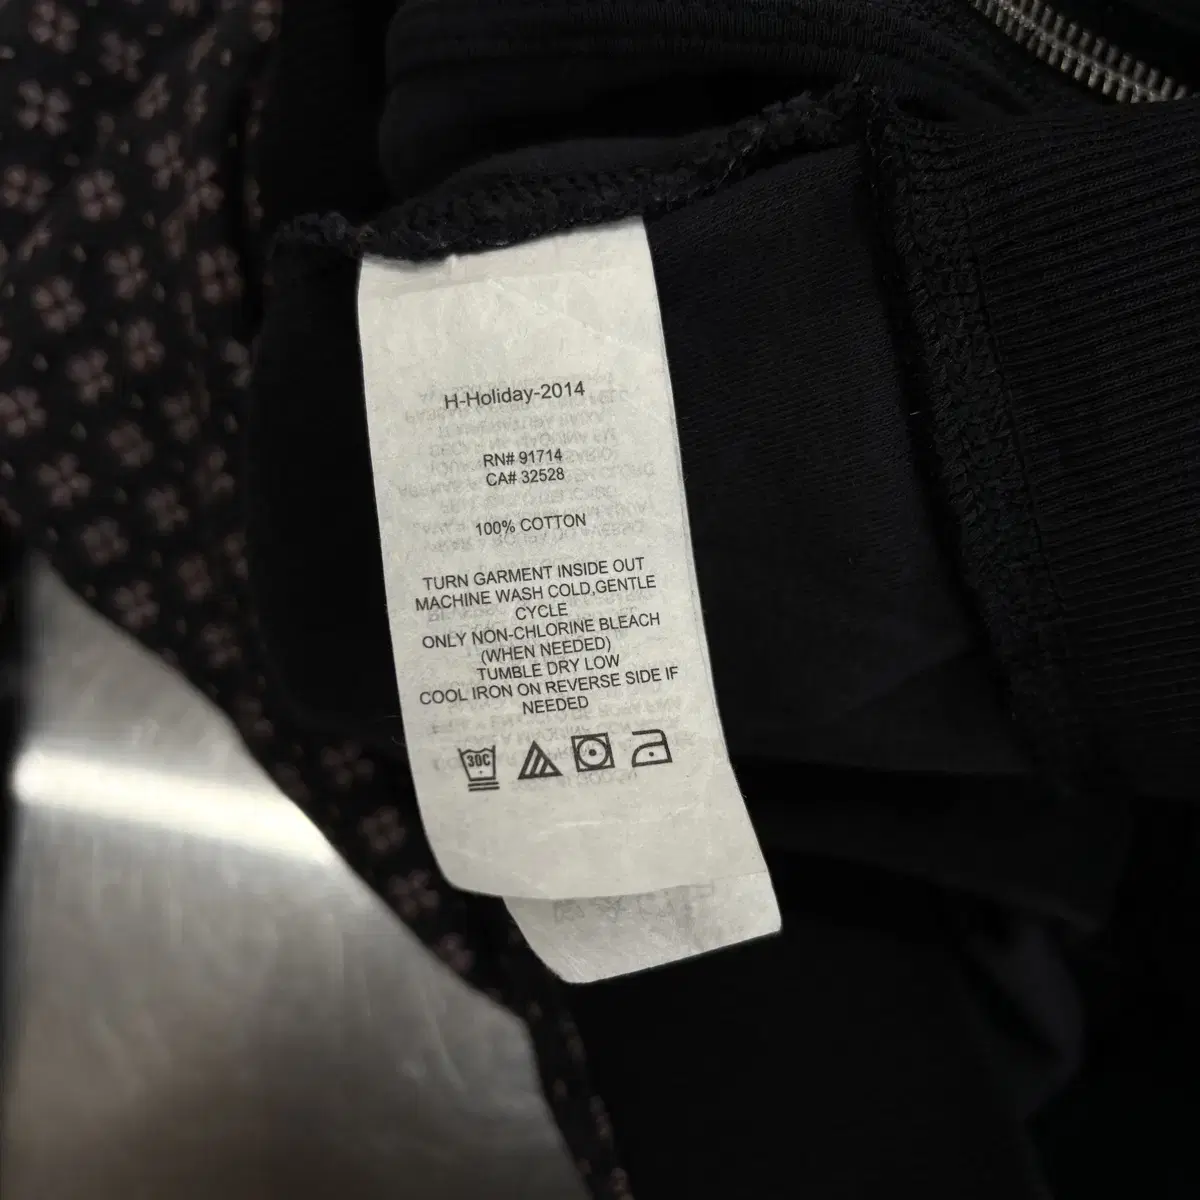 H-Holiday-2014
RN# 91714
CA# 32528
100% COTTON
TURN GARMENT INSIDE OUT
MACHINE WASH COLD,GENTLE
CYCLE
ONLY NON-CHLORINE BLEACH
(WHEN NEEDED)
TUMBLE DRY LOW
COOL IRON ON REVERSE SIDE IF
NEEDED
30C